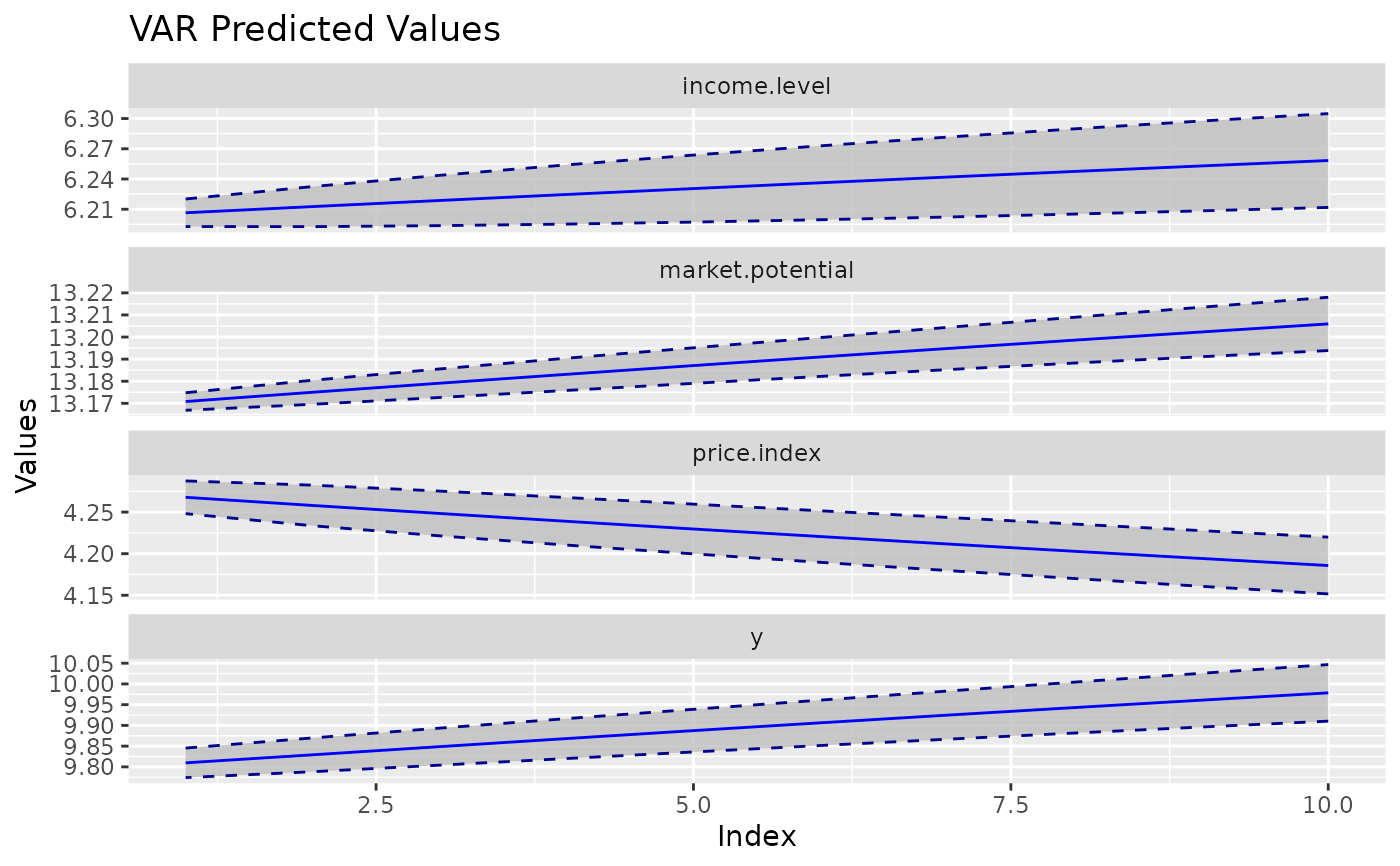 VAR Predicted Values
income.level
6.30
6.27
6.24
6.21
market.potential
13.22
13.21
13.20
13.19
13.18
13.17
price.index
4.25
4.20
4.15
y
10.05
10.00
9.95
9.90
9.85
9.80
2.5 5.0 7.5 10.0
Index
Values